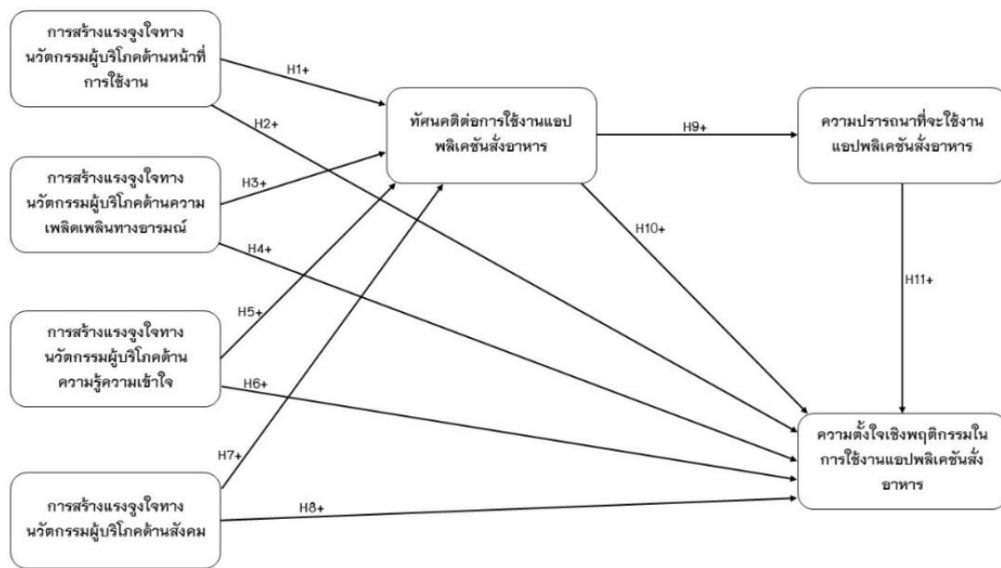 การสร้างแรงจูงใจทาง
นวัตกรรมผู้บริโภคด้านหน้าที่
การใช้งาน
H1+
H2+
ทัศนคติต่อการใช้งานแอป
พลิเคชันสั่งอาหาร
H9+
ความปรารถนาที่จะใช้งาน
แอปพลิเคชันสั่งอาหาร
การสร้างแรงจูงใจทาง
นวัตกรรมผู้บริโภคด้านความ
เพลิดเพลินทางอารมณ์
H3+
H4+
H10+
H11+
การสร้างแรงจูงใจทาง
นวัตกรรมผู้บริโภคด้าน
ความรู้ความเข้าใจ
H5+
H6+
ความตั้งใจเชิงพฤติกรรมใน
การใช้งานแอปพลิเคชันสั่ง
อาหาร
การสร้างแรงจูงใจทาง
นวัตกรรมผู้บริโภคด้านสังคม
H7+
H8+